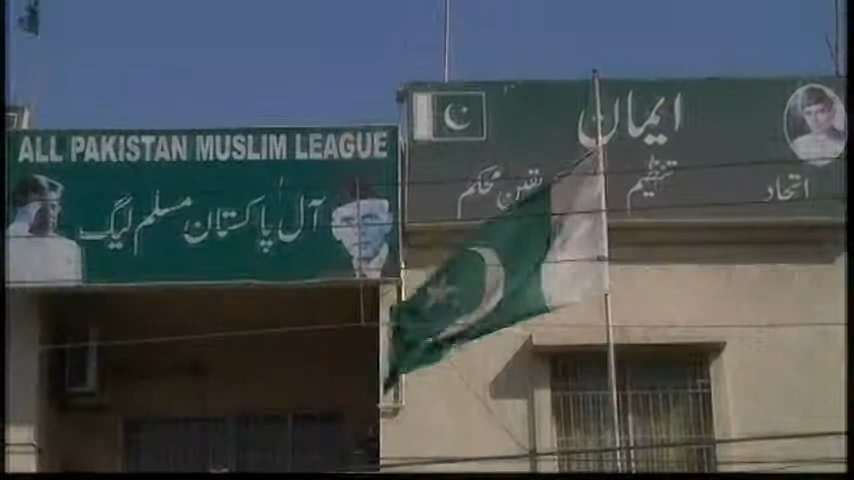 ALL PAKISTAN MUSLIM LEAGUE
آل پاکستان مسلم لیگ
ایمان
اتحاد
تنظیم
یقین محکم